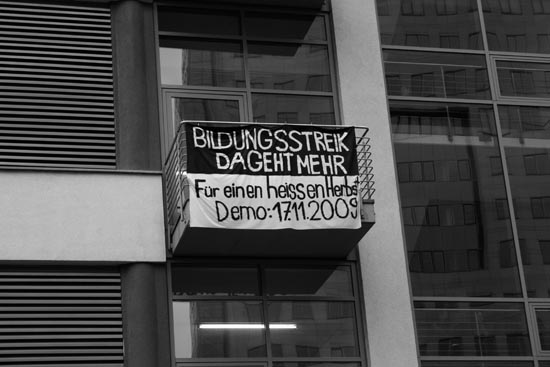 BILDUNGSSTREIK
DA GEHT MEHR
Für einen heissen Herbst
Demo: 17.11.2009